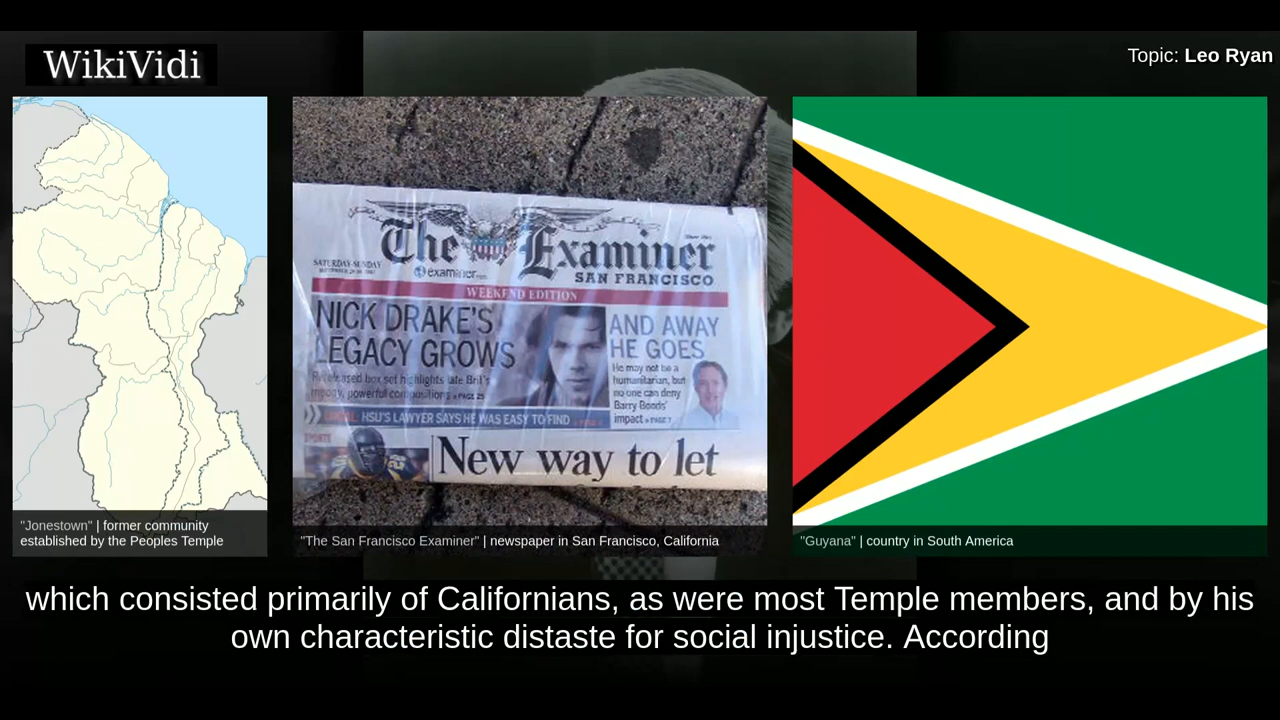 WikiVidi
Topic: Leo Ryan
"Jonestown" | former community
established by the Peoples Temple
The Examiner
SATURDAY-SUNDAY
examiner.com
SAN FRANCISCO
WEEKEND EDITION
NICK DRAKE'S
LEGACY GROWS
AND AWAY
HE GOES
He may not be a
humanitarian, but
no one can deny
Barry Bonds'
impact » PAGE 7
HSU'S LAWYER SAYS HE WAS EASY TO FIND
SPORTS
New way to let
"The San Francisco Examiner" | newspaper in San Francisco, California
"Guyana" | country in South America
which consisted primarily of Californians, as were most Temple members, and by his
own characteristic distaste for social injustice. According